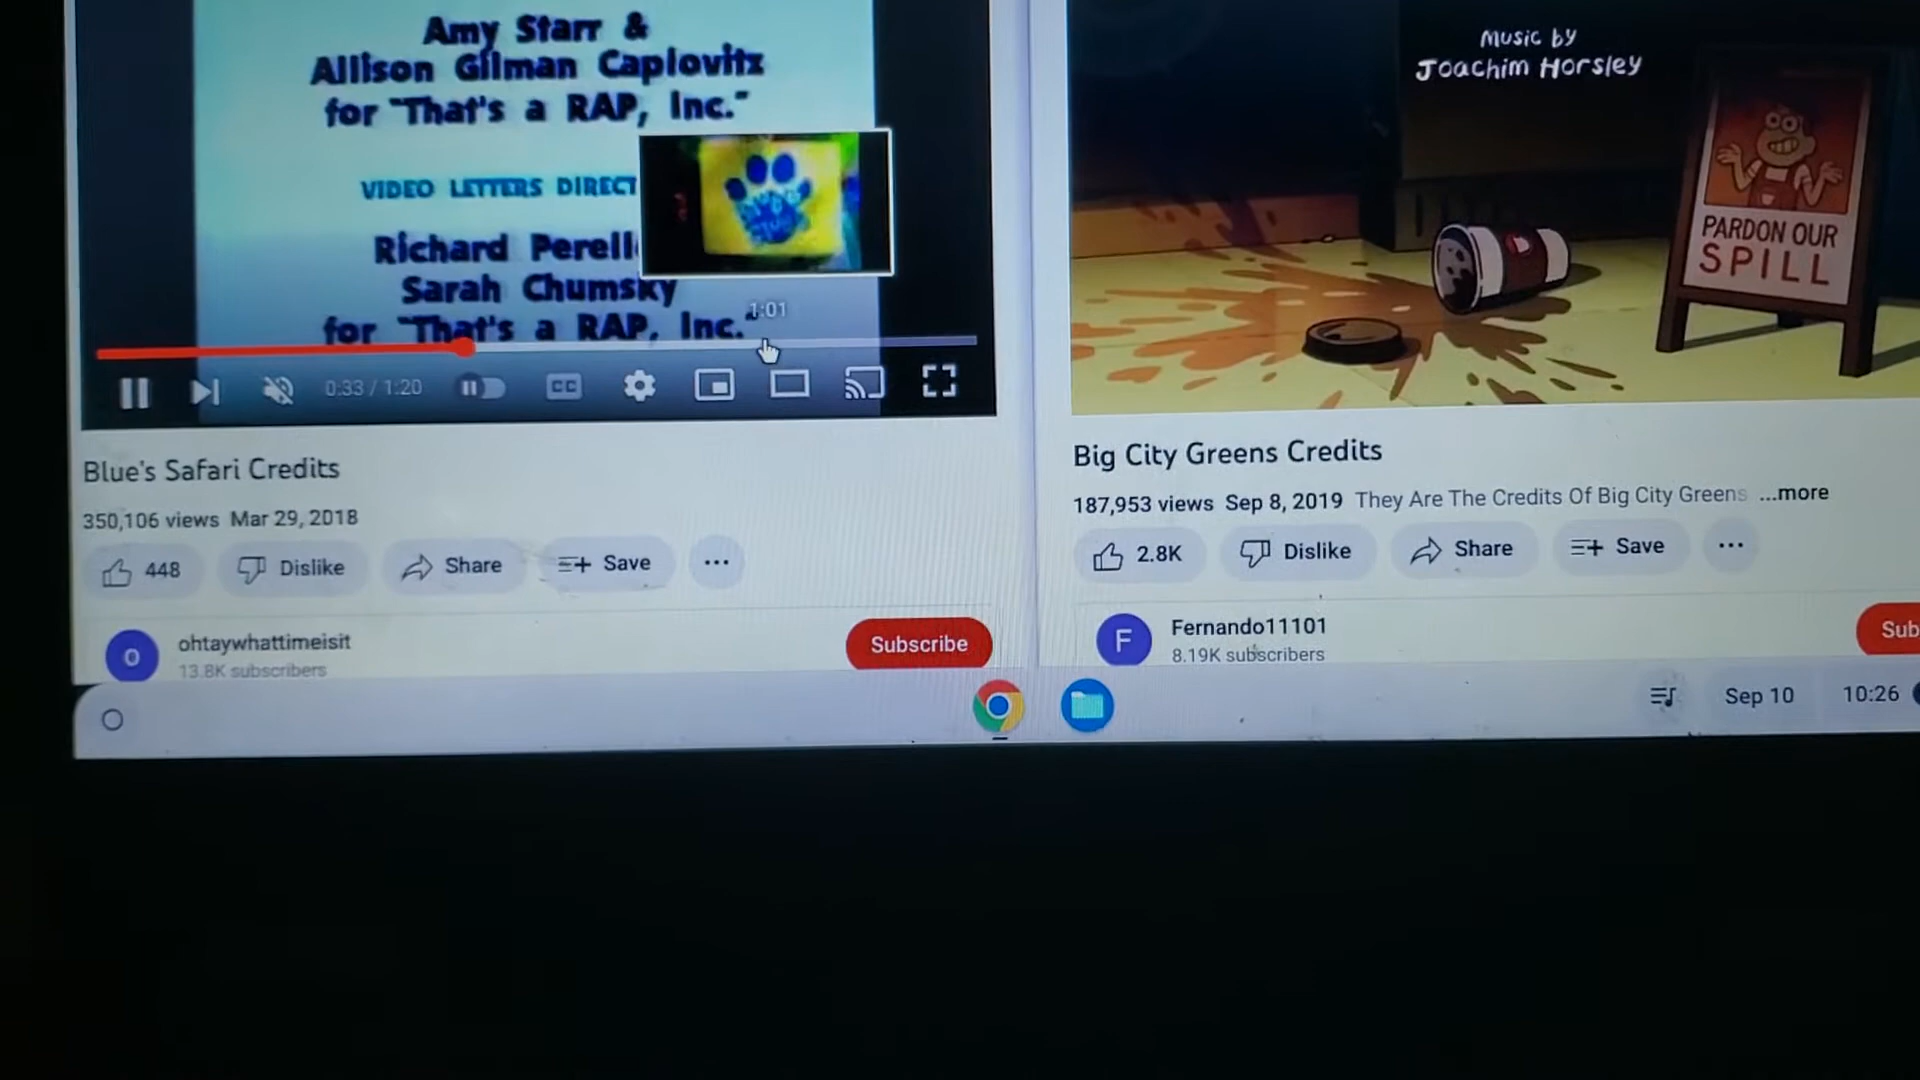 Amy Starr &
Allison Gilman Caplovitz
for "That's a RAP, Inc."
VIDEO LETTERS DIRECT
Richard Perell
Sarah Chumsky
for "That's a RAP, Inc."
1:01
0:33 / 1:20
CC
Blue's Safari Credits
350,106 views Mar 29, 2018
448
Dislike
Share
Save
...
o
ohtaywhattimeisit
13.8K subscribers
Subscribe
Music by
Joachim Horsley
PARDON OUR
SPILL
Big City Greens Credits
187,953 views Sep 8, 2019 They Are The Credits Of Big City Greens ...more
2.8K
Dislike
Share
Save
...
F
Fernando11101
8.19K subscribers
Sub
Sep 10
10:26